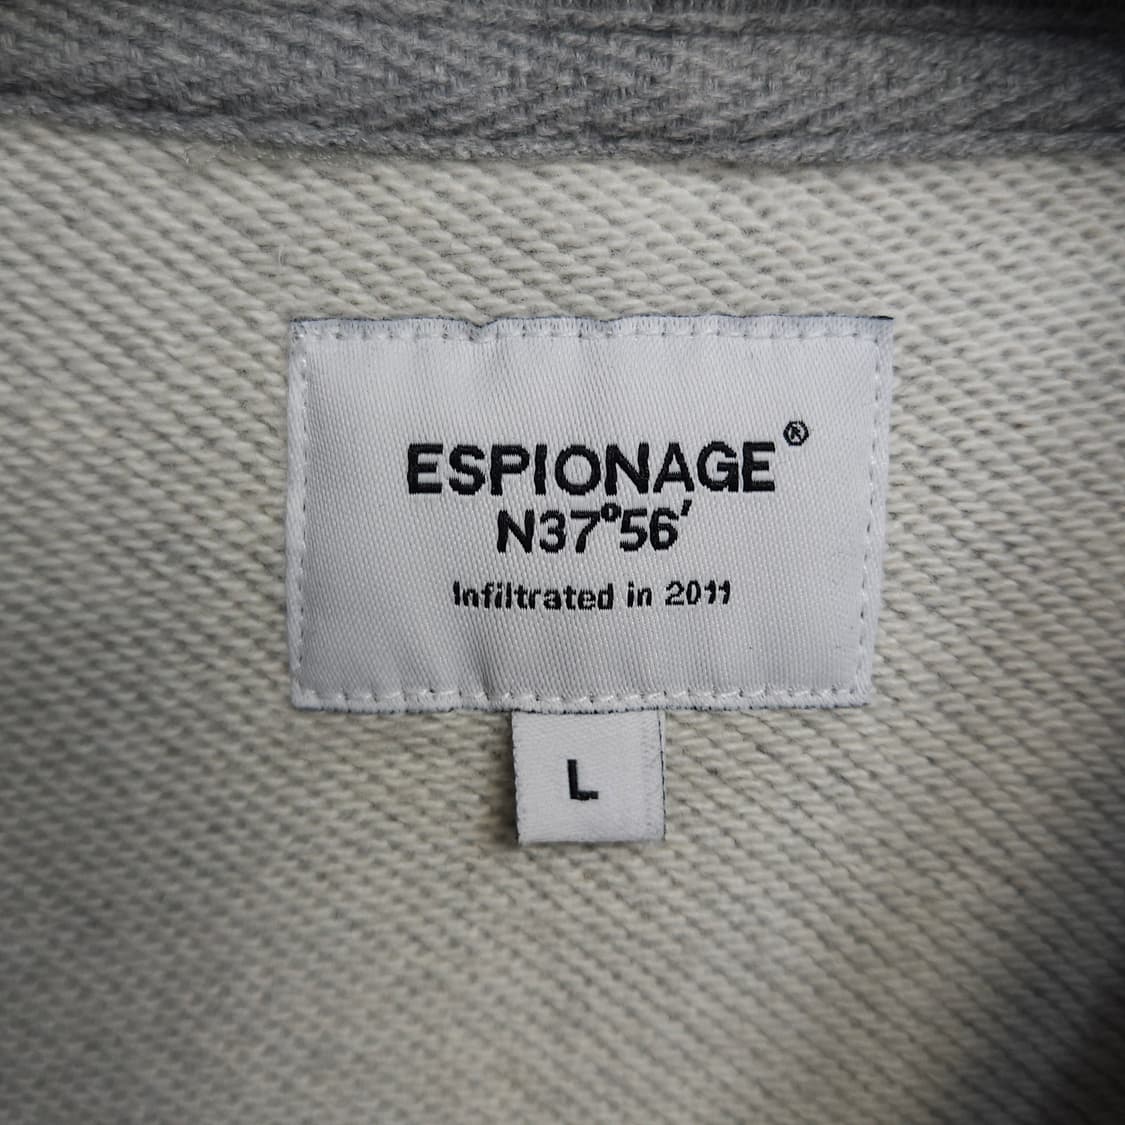 ESPIONAGE®
N37°56′
Infiltrated in 2011
L